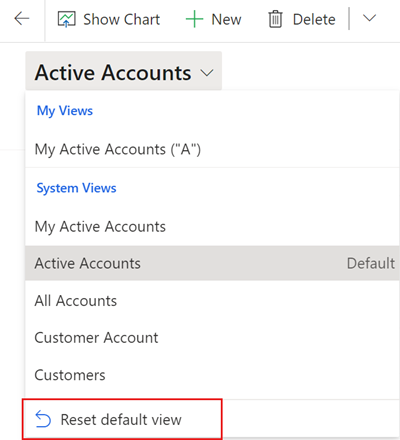 Show Chart New Delete
Active Accounts
My Views
My Active Accounts ("A")
System Views
My Active Accounts
Active Accounts Default
All Accounts
Customer Account
Customers
Reset default view